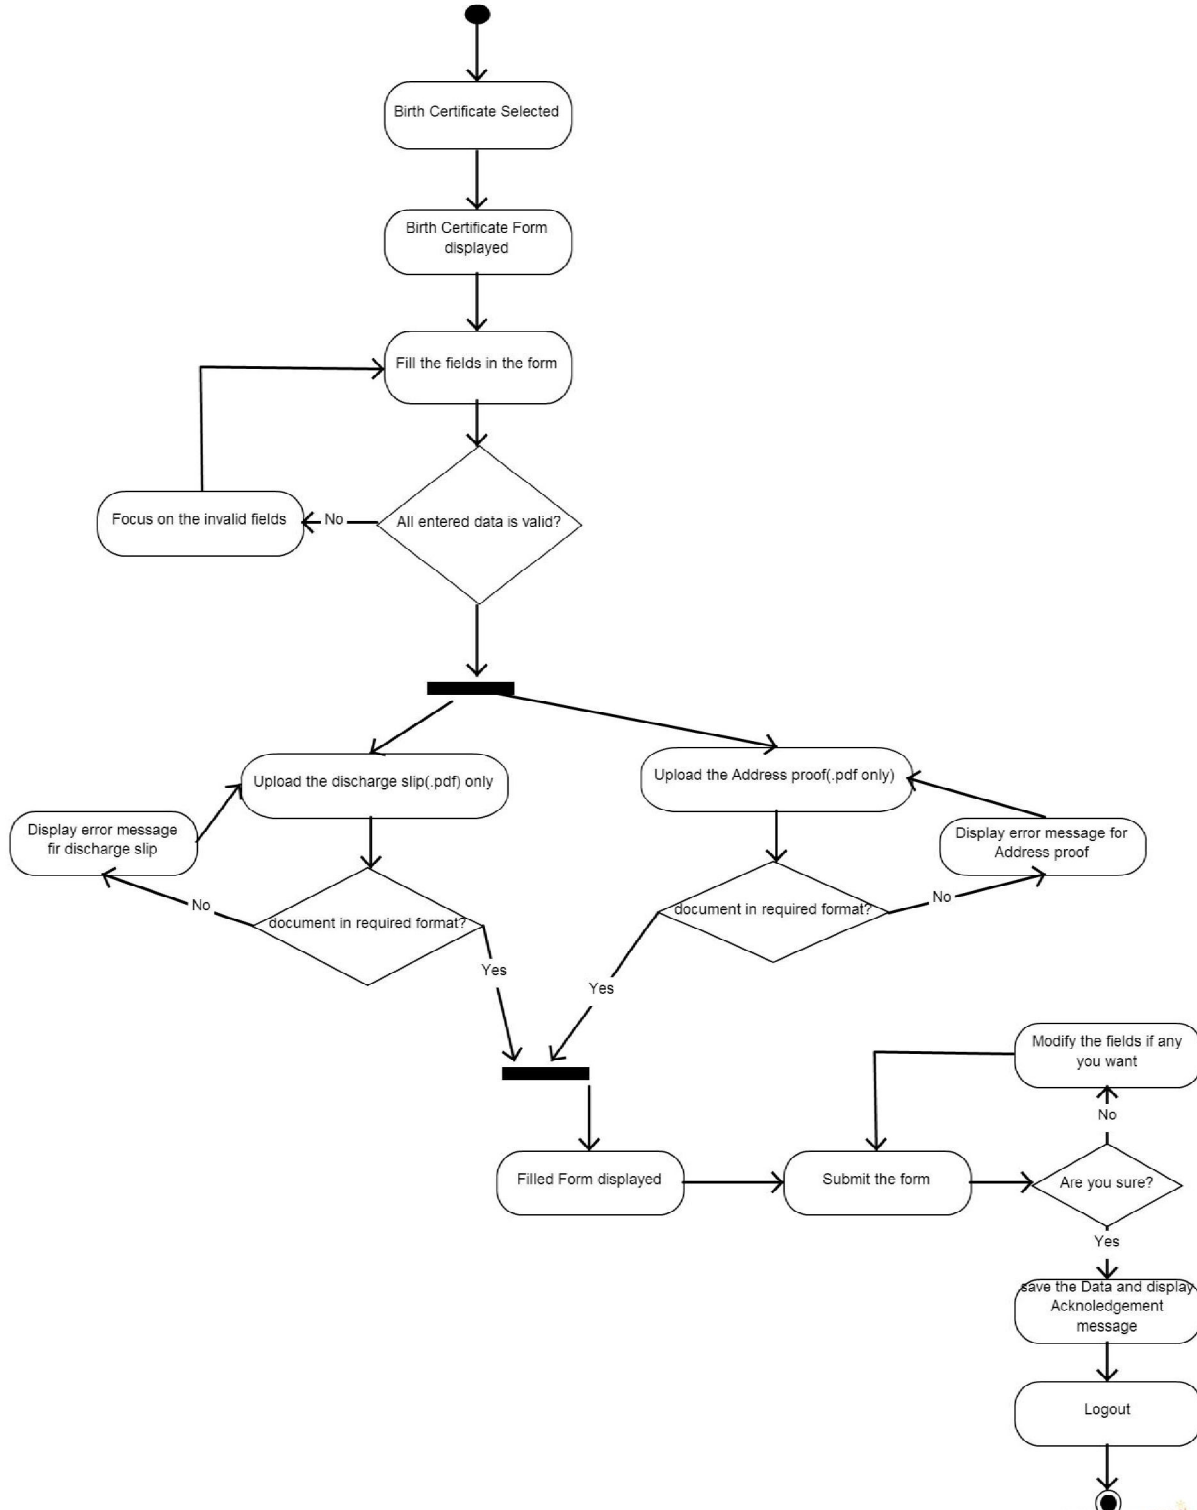 Birth Certificate Selected
Birth Certificate Form
displayed
Fill the fields in the form
Focus on the invalid fields
No
All entered data is valid?
Upload the discharge slip(.pdf) only
Upload the Address proof(.pdf only)
Display error message
fir discharge slip
Display error message for
Address proof
No
document in required format?
document in required format?
No
Yes
Yes
Modify the fields if any
you want
No
Filled Form displayed
Submit the form
Are you sure?
Yes
save the Data and display
Acknoledgement
message
Logout